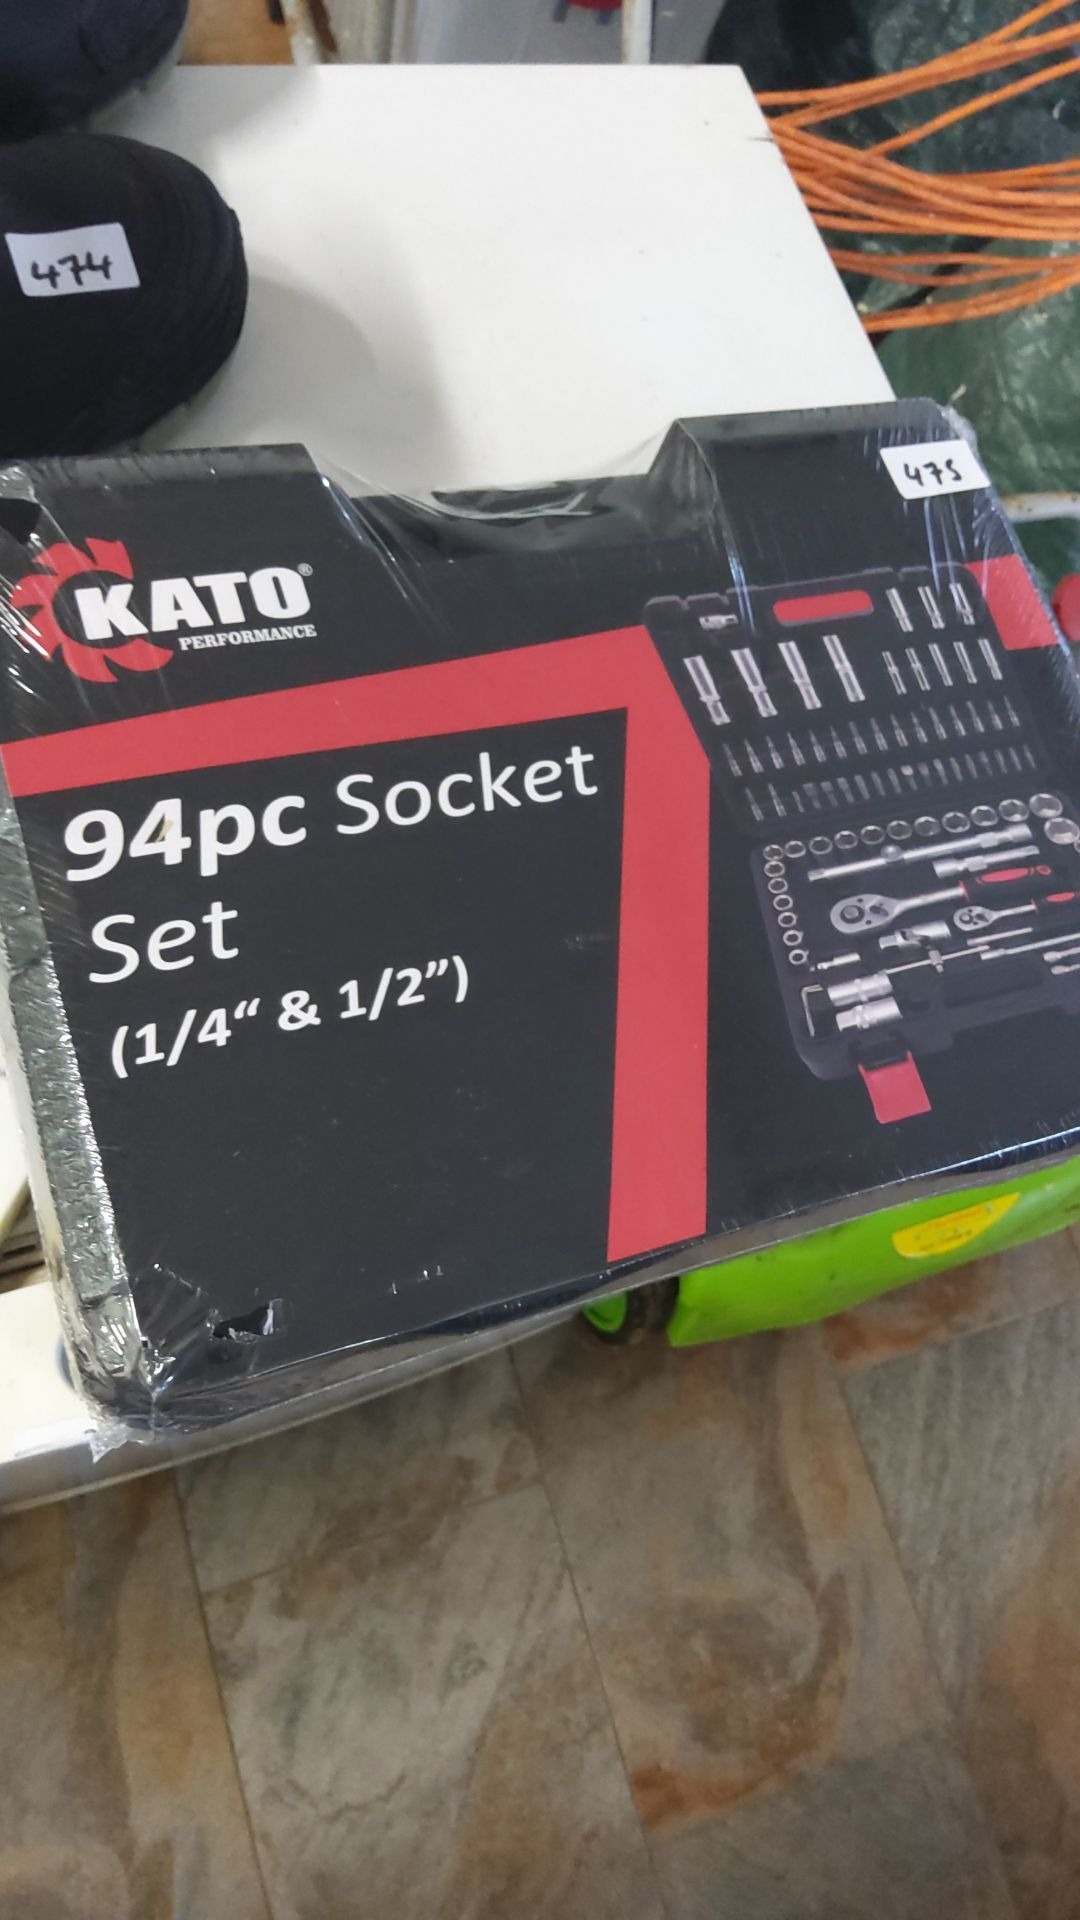 474
475
KATO®
PERFORMANCE
94pc Socket
Set
(1/4“ & 1/2”)